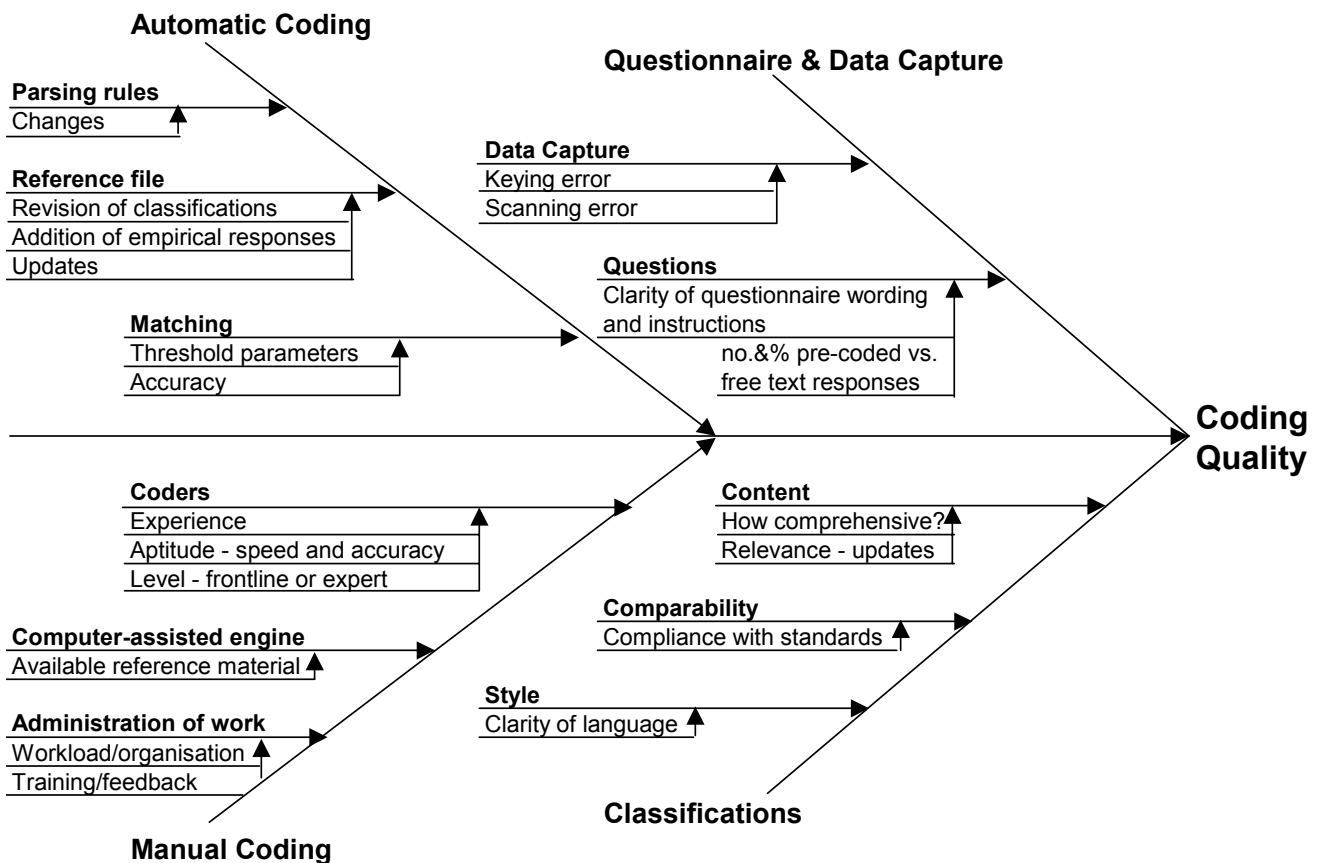 Automatic Coding
Questionnaire & Data Capture
Parsing rules
Changes
Data Capture
Keying error
Scanning error
Reference file
Revision of classifications
Addition of empirical responses
Updates
Questions
Clarity of questionnaire wording
and instructions
no.&% pre-coded vs.
free text responses
Matching
Threshold parameters
Accuracy
Coding
Quality
Coders
Experience
Aptitude - speed and accuracy
Level - frontline or expert
Content
How comprehensive?
Relevance - updates
Computer-assisted engine
Available reference material
Comparability
Compliance with standards
Administration of work
Workload/organisation
Training/feedback
Style
Clarity of language
Manual Coding
Classifications